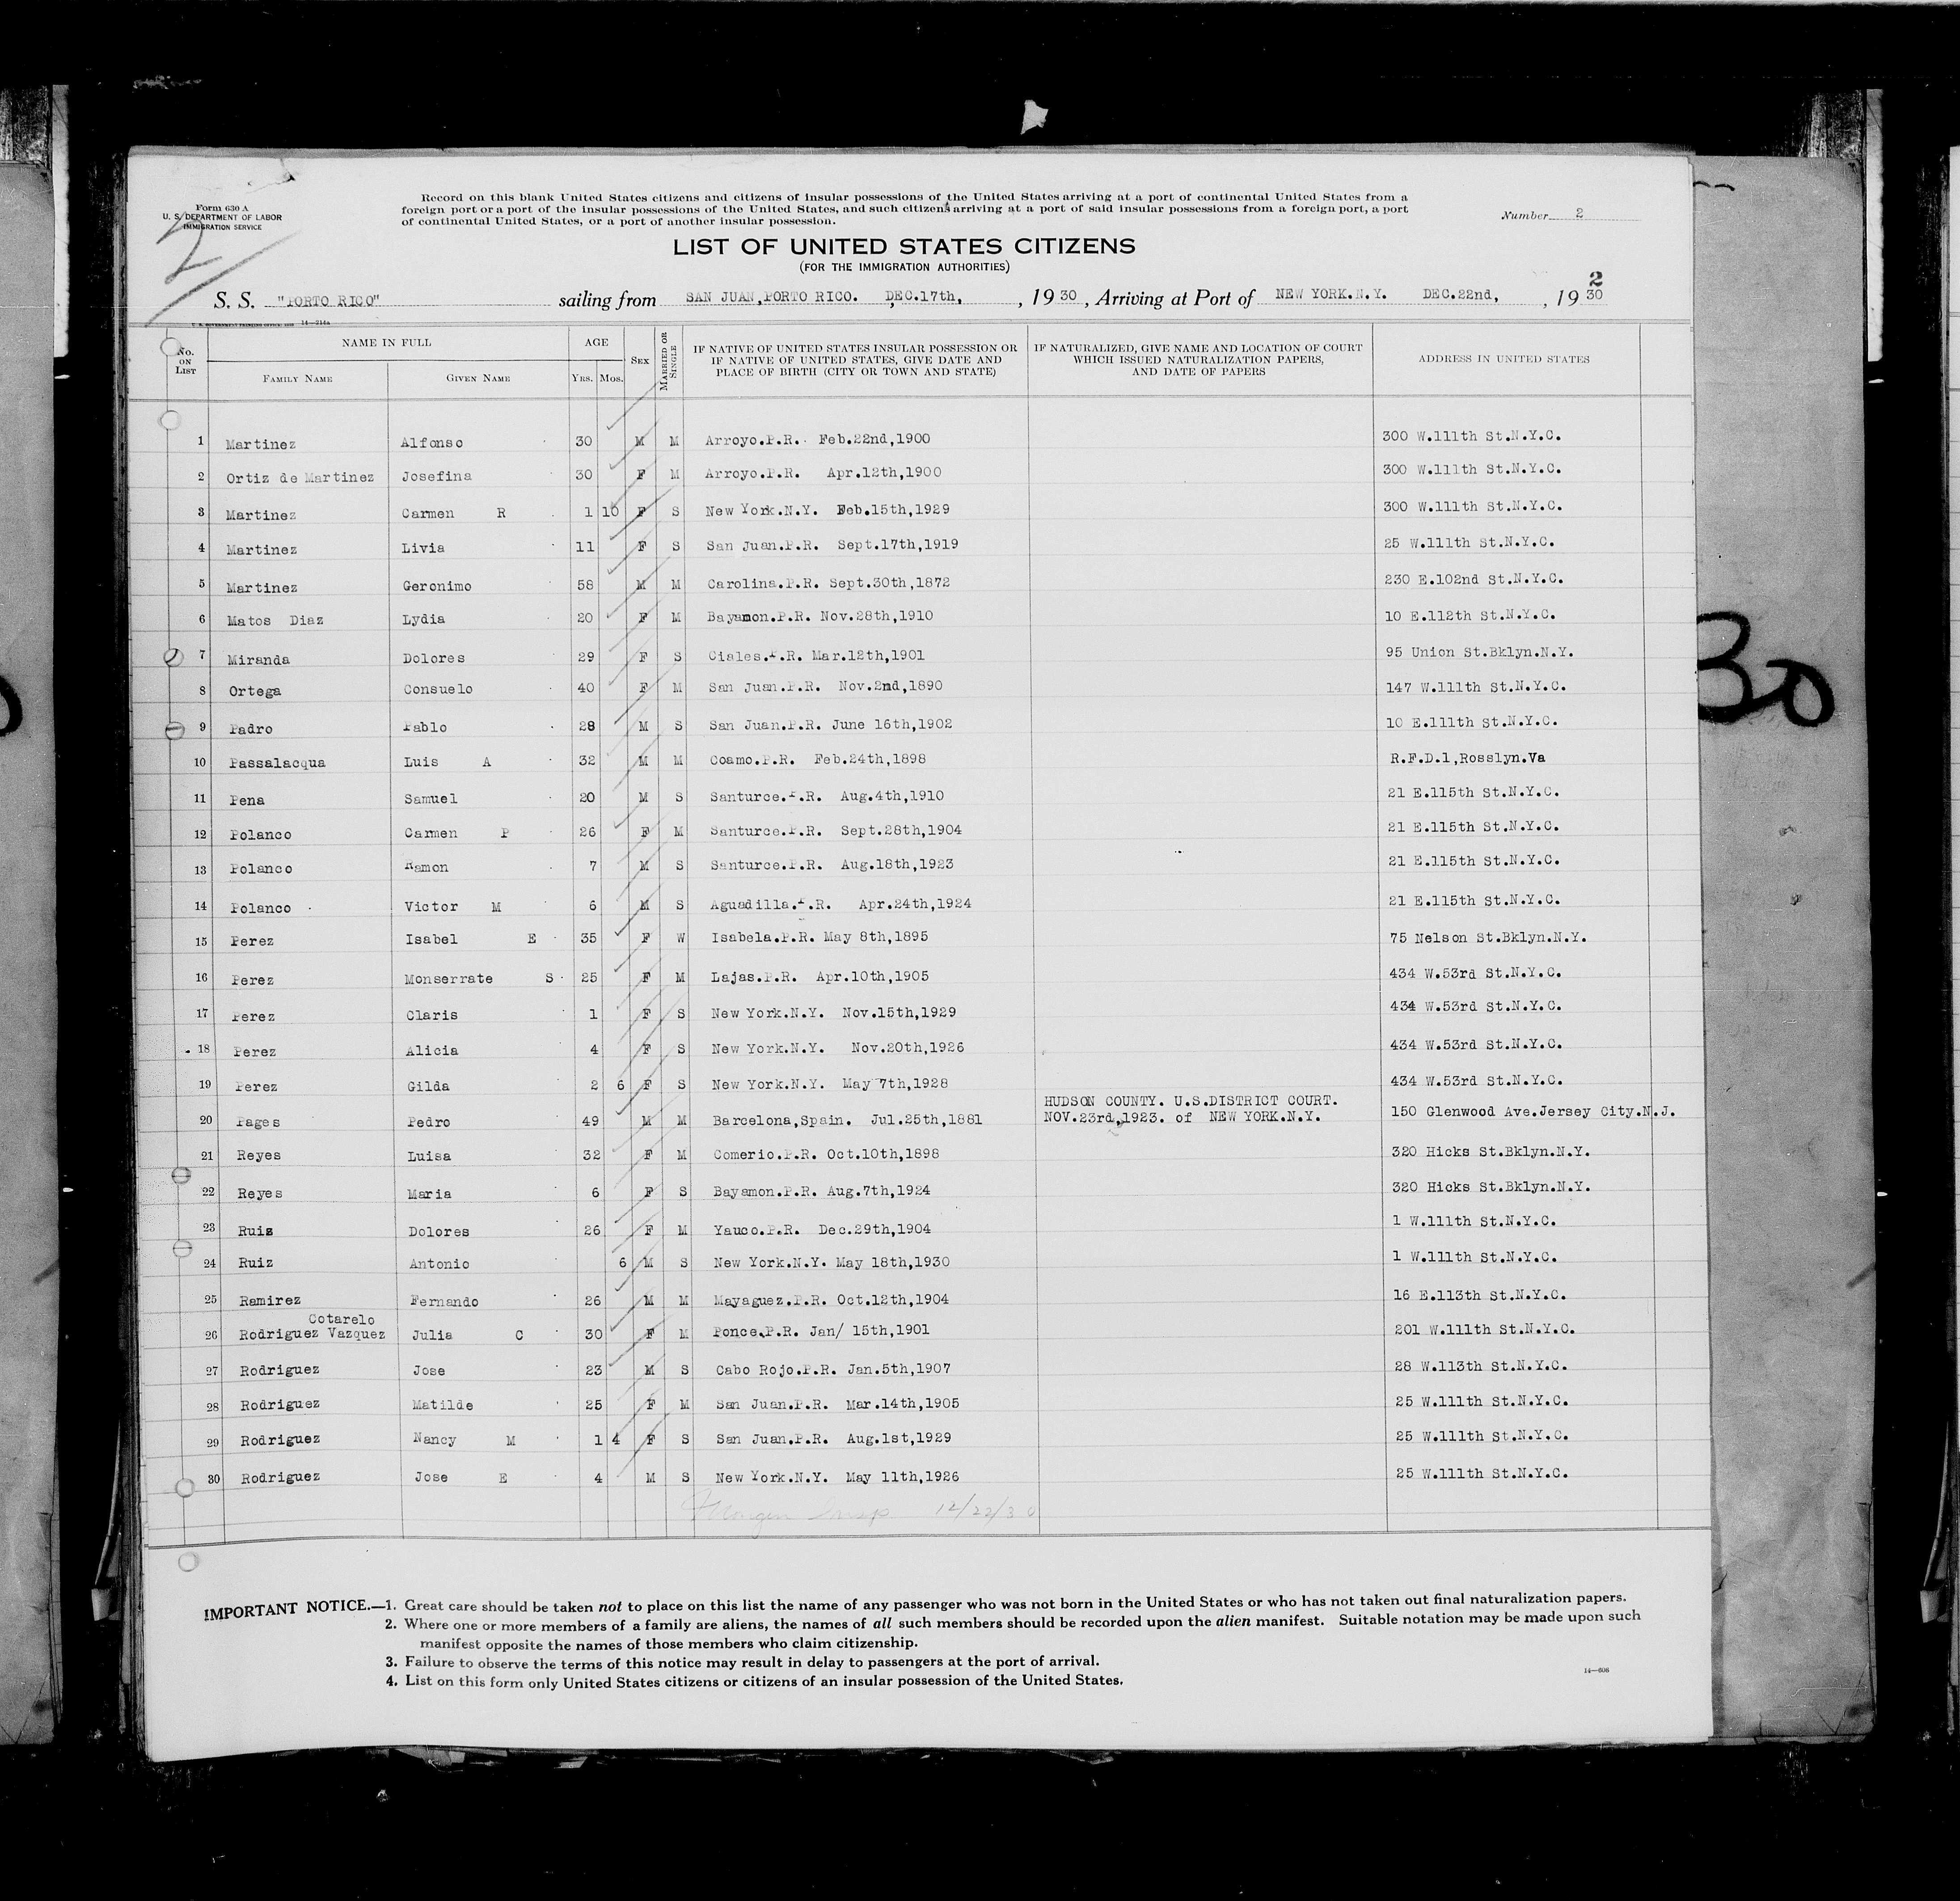 Form 630 A
U. S. DEPARTMENT OF LABOR
IMMIGRATION SERVICE
2
Record on this blank United States citizens and citizens of insular possessions of the United States arriving at a port of continental United States from a
foreign port or a port of the insular possessions of the United States, and such citizens arriving at a port of said insular possessions from a foreign port, a port
of continental United States, or a port of another insular possession.
Number 2
LIST OF UNITED STATES CITIZENS
(FOR THE IMMIGRATION AUTHORITIES)
2
S. S. "PORTO RICO" sailing from SAN JUAN,PORTO RICO. DEC.17th, , 19 30 , Arriving at Port of NEW YORK.N.Y. DEC.22nd, , 19 30
14—214a
No. ON LIST NAME IN FULL AGE SEX MARRIED OR SINGLE IF NATIVE OF UNITED STATES INSULAR POSSESSION OR IF NATIVE OF UNITED STATES, GIVE DATE AND PLACE OF BIRTH (CITY OR TOWN AND STATE) IF NATURALIZED, GIVE NAME AND LOCATION OF COURT WHICH ISSUED NATURALIZATION PAPERS, AND DATE OF PAPERS ADDRESS IN UNITED STATES
FAMILY NAME GIVEN NAME YRS. MOS.
1 Martinez Alfonso 30 M M Arroyo.P.R. Feb.22nd,1900 300 W.111th St.N.Y.C.
2 Ortiz de Martinez Josefina 30 F M Arroyo.P.R. Apr.12th,1900 300 W.111th St.N.Y.C.
3 Martinez Carmen R 1 10 F S New York.N.Y. Feb.15th,1929 300 W.111th St.N.Y.C.
4 Martinez Livia 11 F S San Juan.P.R. Sept.17th,1919 25 W.111th St.N.Y.C.
5 Martinez Geronimo 58 M M Carolina.P.R. Sept.30th,1872 230 E.102nd St.N.Y.C.
6 Matos Diaz Lydia 20 F M Bayamon.P.R. Nov.28th,1910 10 E.112th St.N.Y.C.
7 Miranda Dolores 29 F S Ciales.P.R. Mar.12th,1901 95 Union St.Bklyn.N.Y.
8 Ortega Consuelo 40 F M San Juan.P.R. Nov.2nd,1890 147 W.111th St.N.Y.C.
9 Padro Pablo 28 M S San Juan.P.R. June 16th,1902 10 E.111th St.N.Y.C.
10 Passalacqua Luis A 32 M M Coamo.P.R. Feb.24th,1898 R.F.D.1,Rosslyn.Va
11 Pena Samuel 20 M S Santurce.P.R. Aug.4th,1910 21 E.115th St.N.Y.C.
12 Polanco Carmen P 26 F M Santurce.P.R. Sept.28th,1904 21 E.115th St.N.Y.C.
13 Polanco Ramon 7 M S Santurce.P.R. Aug.18th,1923 21 E.115th St.N.Y.C.
14 Polanco Victor M 6 M S Aguadilla.P.R. Apr.24th,1924 21 E.115th St.N.Y.C.
15 Perez Isabel E 35 F W Isabela.P.R. May 8th,1895 75 Nelson St.Bklyn.N.Y.
16 Perez Monserrate S 25 F M Lajas.P.R. Apr.10th,1905 434 W.53rd St.N.Y.C.
17 Perez Claris 1 F S New York.N.Y. Nov.15th,1929 434 W.53rd St.N.Y.C.
18 Perez Alicia 4 F S New York.N.Y. Nov.20th,1926 434 W.53rd St.N.Y.C.
19 Perez Gilda 2 6 F S New York.N.Y. May 7th,1928 434 W.53rd St.N.Y.C.
HUDSON COUNTY. U.S.DISTRICT COURT.
20 Pages Pedro 49 M M Barcelona,Spain. Jul.25th,1881 NOV.23rd,1923. of NEW YORK.N.Y. 150 Glenwood Ave.Jersey City.N.J.
21 Reyes Luisa 32 F M Comerio.P.R. Oct.10th,1898 320 Hicks St.Bklyn.N.Y.
22 Reyes Maria 6 F S Bayamon.P.R. Aug.7th,1924 320 Hicks St.Bklyn.N.Y.
23 Ruiz Dolores 26 F M Yauco.P.R. Dec.29th,1904 1 W.111th St.N.Y.C.
24 Ruiz Antonio 6 M S New York.N.Y. May 18th,1930 1 W.111th St.N.Y.C.
25 Ramirez Fernando 26 M M Mayaguez.P.R. Oct.12th,1904 16 E.113th St.N.Y.C.
Cotarelo
26 Rodriguez Vazquez Julia C 30 F M Ponce.P.R. Jan/ 15th,1901 201 W.111th St.N.Y.C.
27 Rodriguez Jose 23 M S Cabo Rojo.P.R. Jan.5th,1907 28 W.113th St.N.Y.C.
28 Rodriguez Matilde 25 F M San Juan.P.R. Mar.14th,1905 25 W.111th St.N.Y.C.
29 Rodriguez Nancy M 1 4 F S San Juan.P.R. Aug.1st,1929 25 W.111th St.N.Y.C.
30 Rodriguez Jose E 4 M S New York.N.Y. May 11th,1926 25 W.111th St.N.Y.C.
12/22/30
IMPORTANT NOTICE.—1. Great care should be taken not to place on this list the name of any passenger who was not born in the United States or who has not taken out final naturalization papers.
2. Where one or more members of a family are aliens, the names of all such members should be recorded upon the alien manifest. Suitable notation may be made upon such
manifest opposite the names of those members who claim citizenship.
3. Failure to observe the terms of this notice may result in delay to passengers at the port of arrival.
4. List on this form only United States citizens or citizens of an insular possession of the United States.
14—608
30